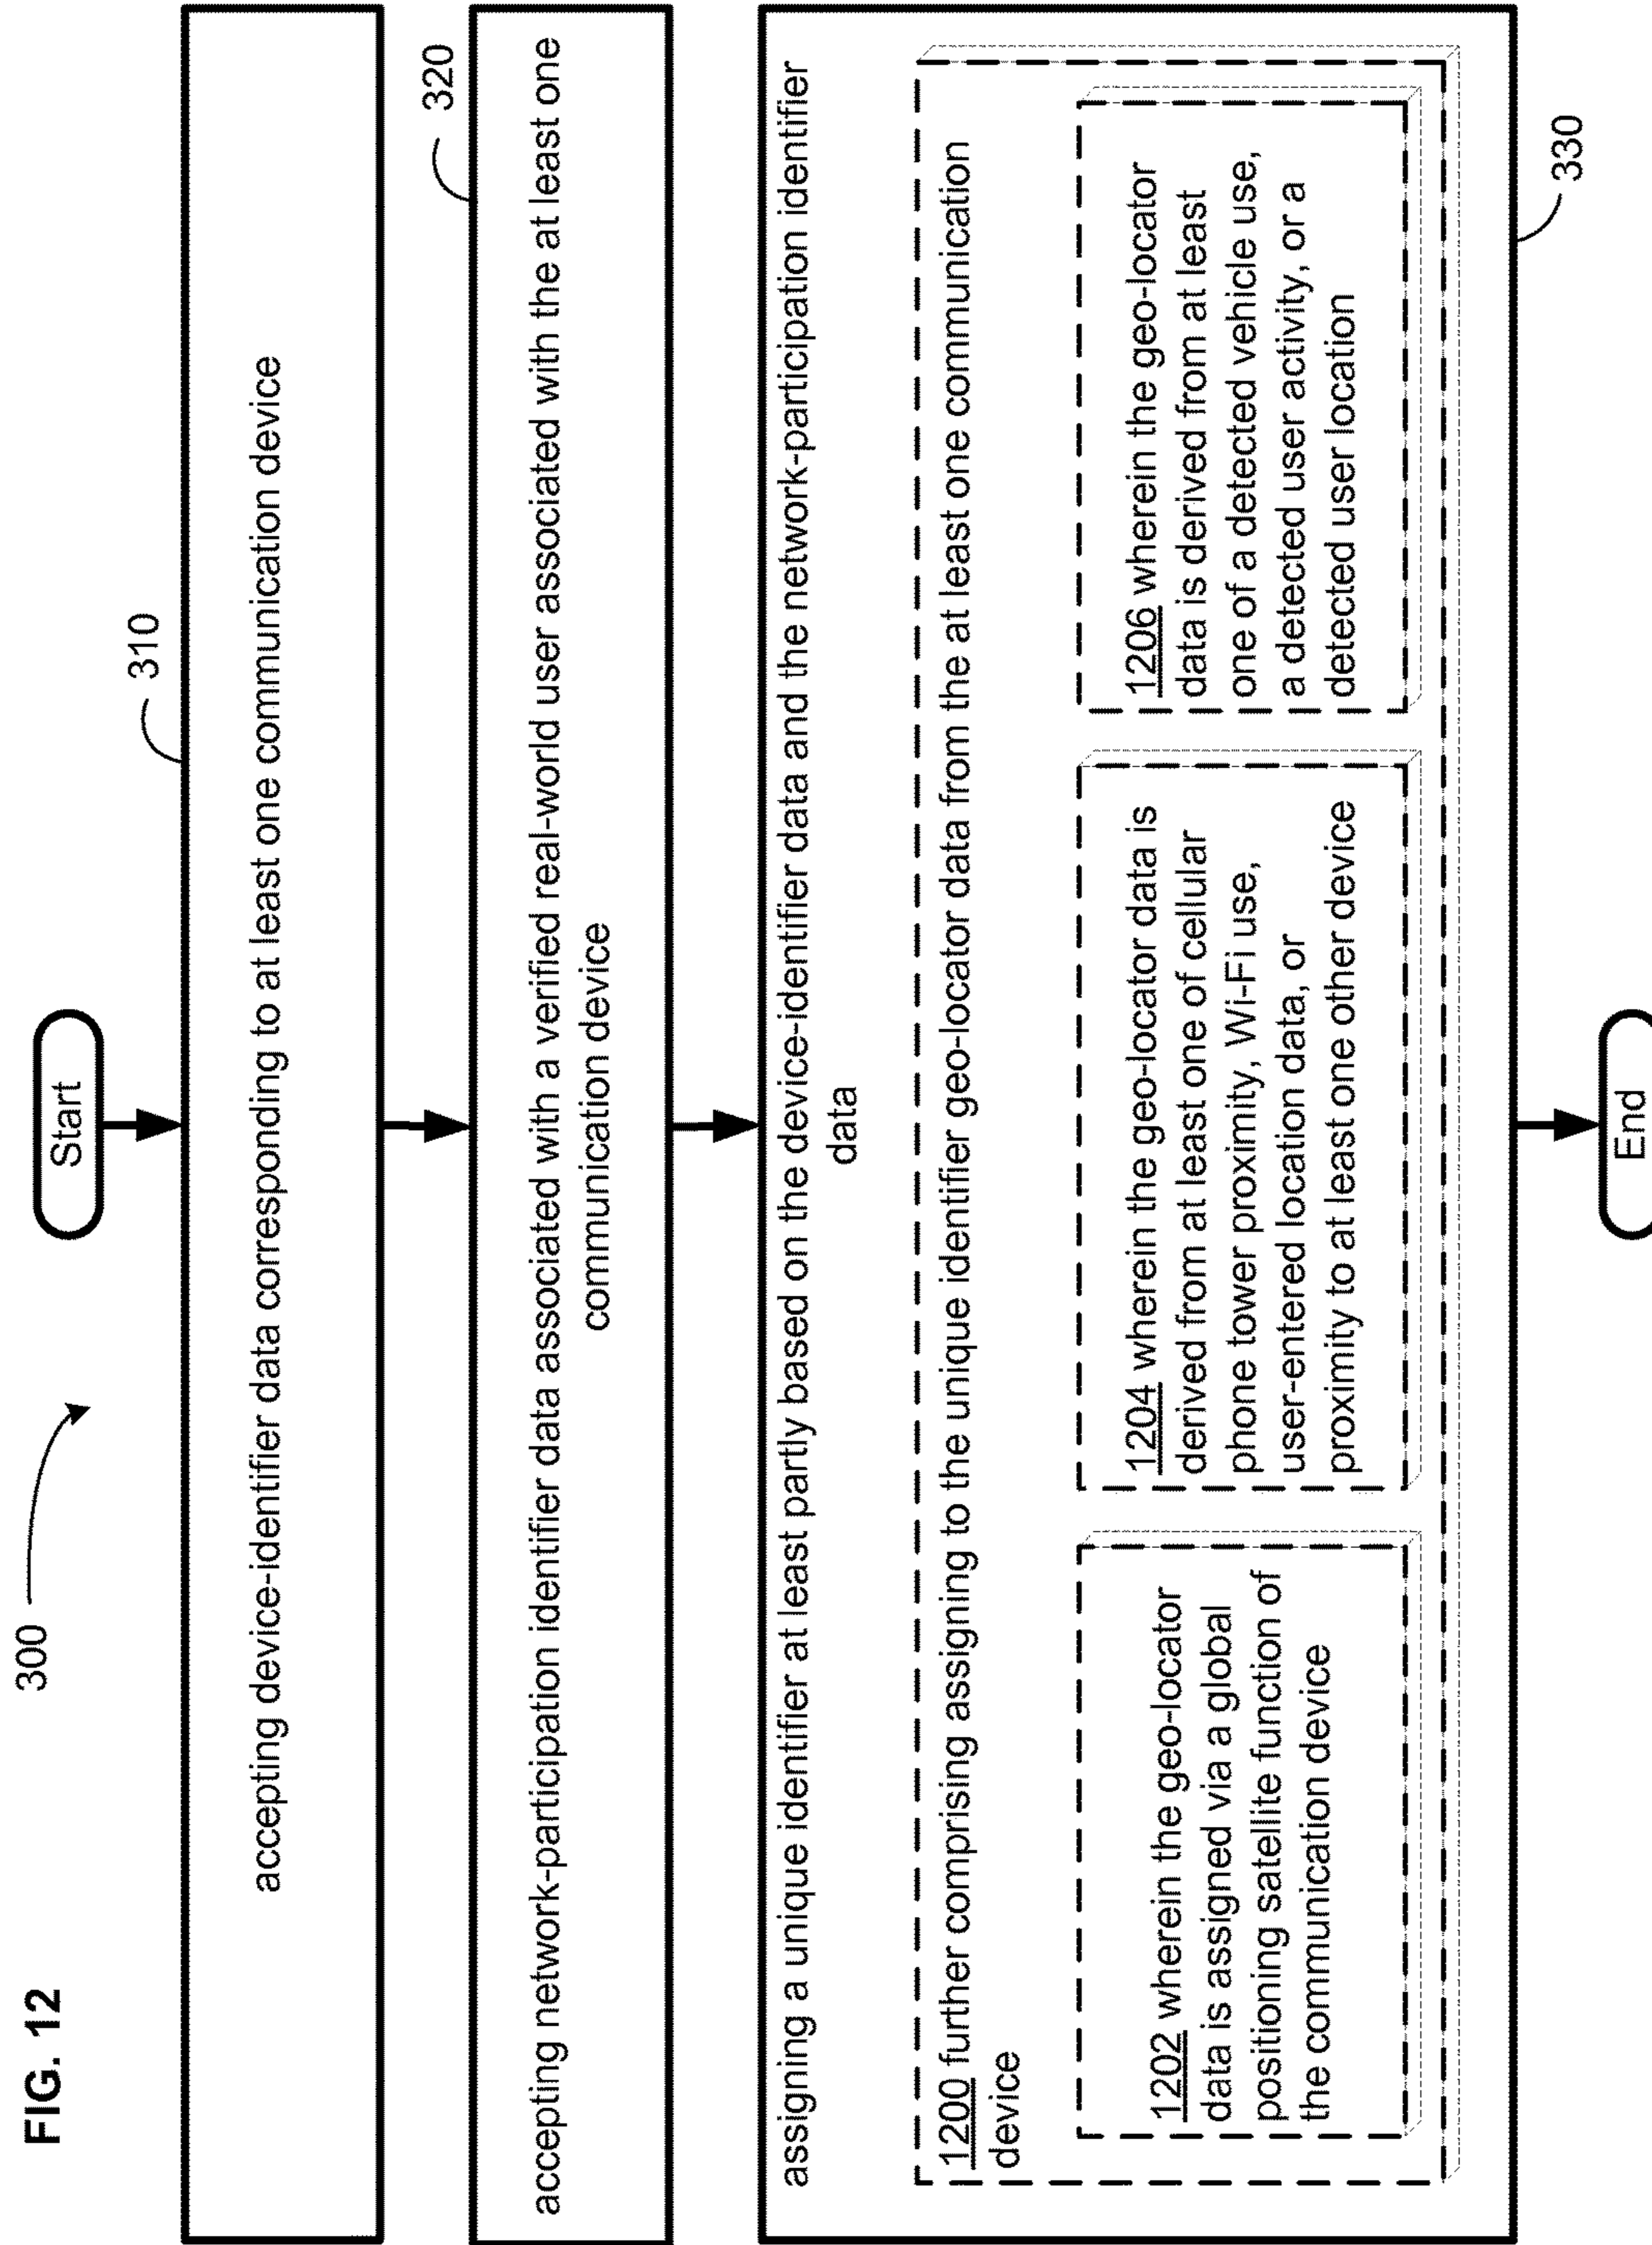 FIG. 12
300
Start
310
accepting device-identifier data corresponding to at least one communication device
320
accepting network-participation identifier data associated with a verified real-world user associated with the at least one
communication device
assigning a unique identifier at least partly based on the device-identifier data and the network-participation identifier
data
1200 further comprising assigning to the unique identifier geo-locator data from the at least one communication
device
1202 wherein the geo-locator
data is assigned via a global
positioning satellite function of
the communication device
1204 wherein the geo-locator data is
derived from at least one of cellular
phone tower proximity, Wi-Fi use,
user-entered location data, or
proximity to at least one other device
1206 wherein the geo-locator
data is derived from at least
one of a detected vehicle use,
a detected user activity, or a
detected user location
330
End